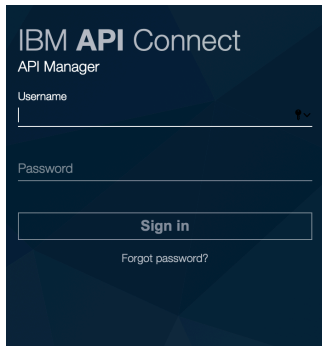 IBM API Connect
API Manager
Username
Password
Sign in
Forgot password?